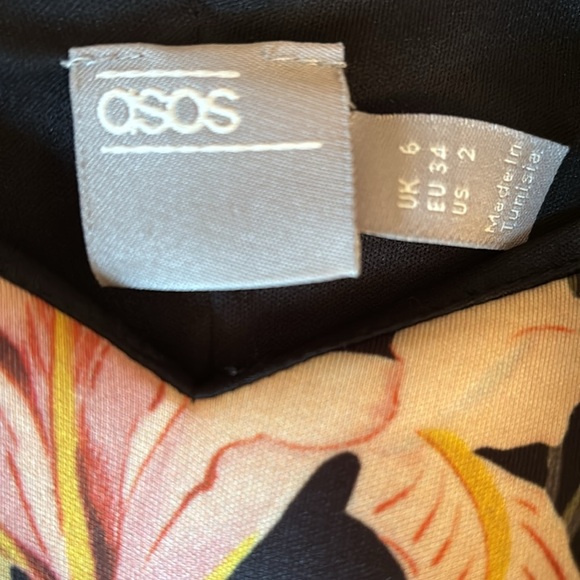 asos
UK 6
EU 34
US 2
Made In
Tunisia